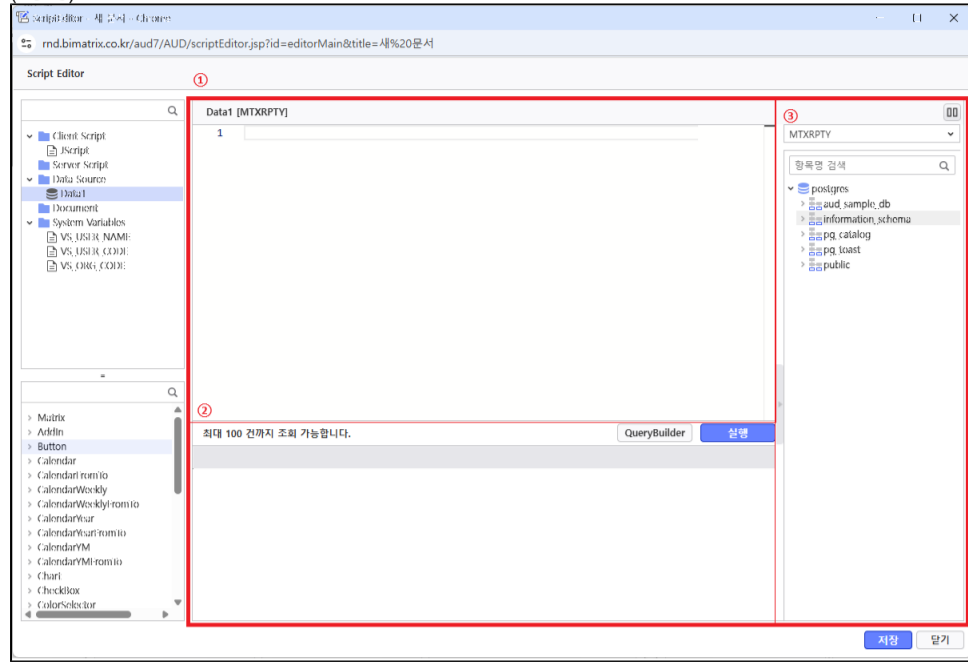 Script Editor - 새 문서 - Chrome
rnd.bimatrix.co.kr/aud7/AUD/scriptEditor.jsp?id=editorMain&title=새%20문서
Script Editor
①
Data1 [MTXRPTY]
1
Client Script
JScript
Server Script
Data Source
Data1
Document
System Variables
VS_USER_NAME
VS_USER_CODE
VS_ORG_CODE
Matrix
AddIn
Button
Calendar
CalendarFromTo
CalendarWeekly
CalendarWeeklyFromTo
CalendarYear
CalendarYearFromTo
CalendarYM
CalendarYMFromTo
Chart
CheckBox
ColorSelector
②
최대 100 건까지 조회 가능합니다.
QueryBuilder
실행
③
MTXRPTY
항목명 검색
postgres
aud_sample_db
information_schema
pg_catalog
pg_toast
public
저장
닫기